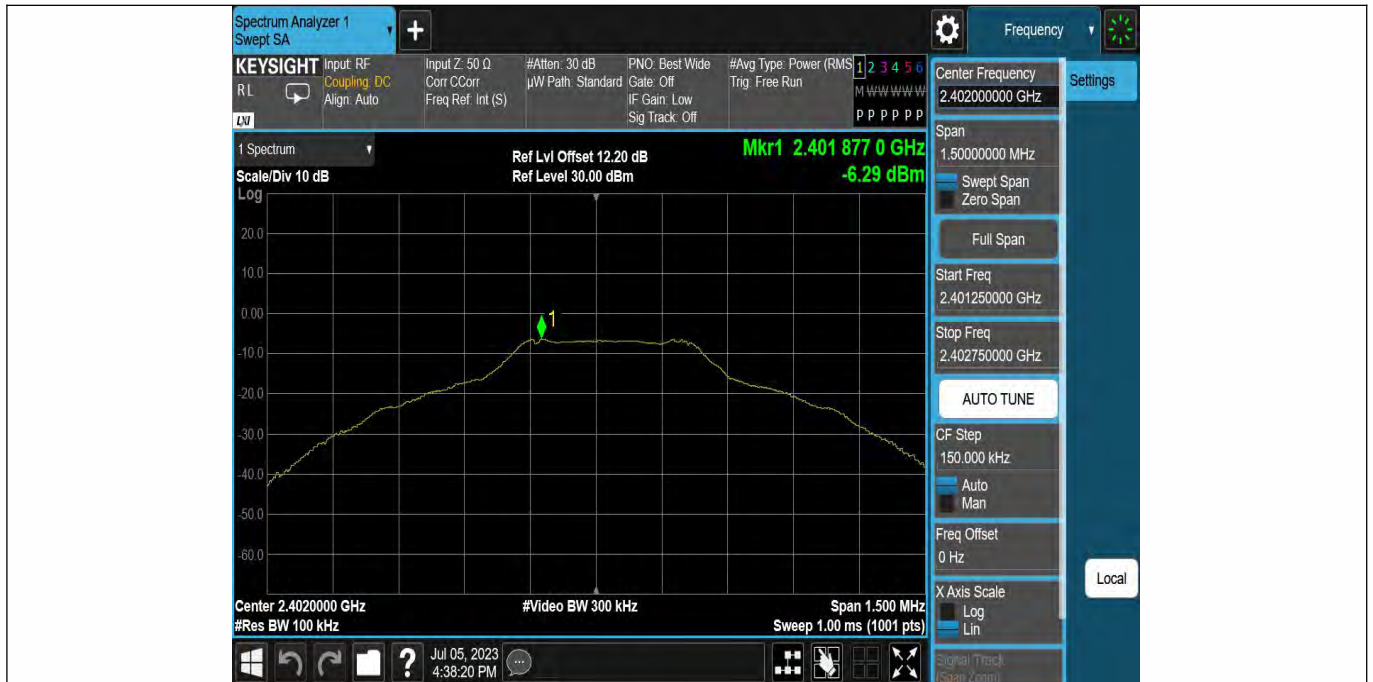 Spectrum Analyzer 1
Swept SA
+
Frequency
KEYSIGHT
RL
LXI
Input: RF
Coupling: DC
Align: Auto
Input Z: 50 Ω
Corr CCorr
Freq Ref: Int (S)
#Atten: 30 dB
µW Path: Standard
PNO: Best Wide
Gate: Off
IF Gain: Low
Sig Track: Off
#Avg Type: Power (RMS
Trig: Free Run
1 2 3 4 5 6
M W W W W W
P P P P P P
1 Spectrum
Scale/Div 10 dB
Log
Ref Lvl Offset 12.20 dB
Ref Level 30.00 dBm
Mkr1 2.401 877 0 GHz
-6.29 dBm
20.0
10.0
0.00
-10.0
-20.0
-30.0
-40.0
-50.0
-60.0
1
Center 2.4020000 GHz
#Res BW 100 kHz
#Video BW 300 kHz
Span 1.500 MHz
Sweep 1.00 ms (1001 pts)
?
Jul 05, 2023
4:38:20 PM
Center Frequency
2.402000000 GHz
Span
1.50000000 MHz
Swept Span
Zero Span
Full Span
Start Freq
2.401250000 GHz
Stop Freq
2.402750000 GHz
AUTO TUNE
CF Step
150.000 kHz
Auto
Man
Freq Offset
0 Hz
X Axis Scale
Log
Lin
Signal Track
(Span Zoom)
Settings
Local